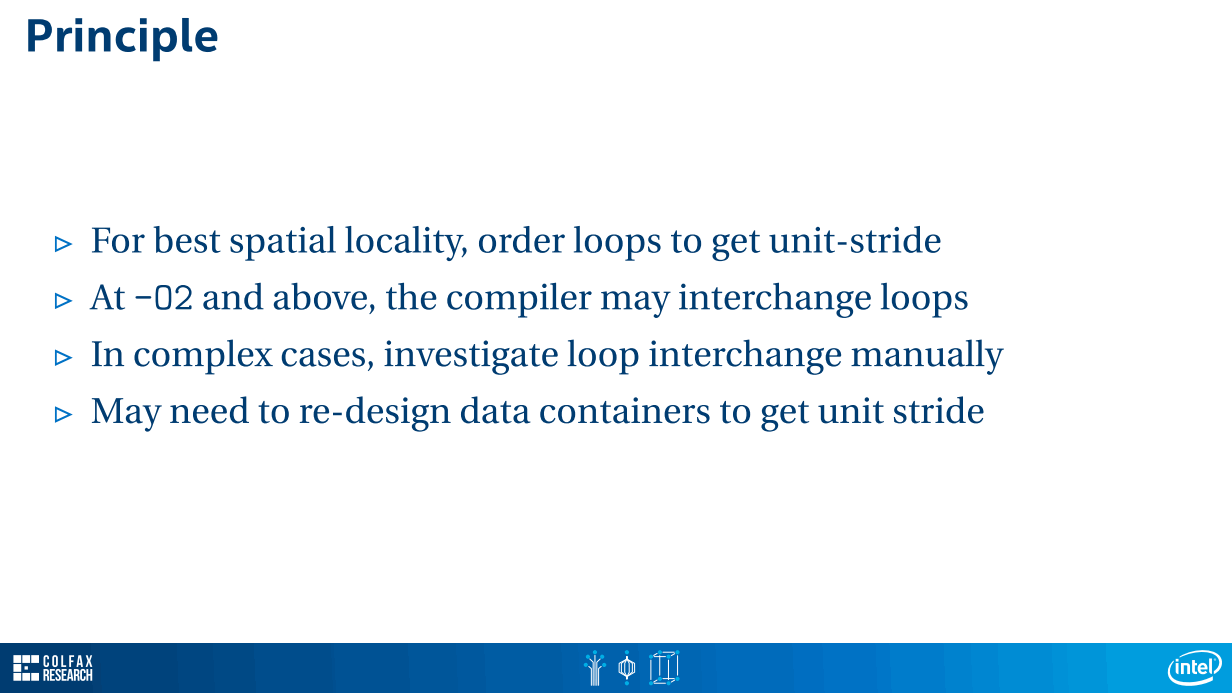 Principle
▹ For best spatial locality, order loops to get unit-stride
▹ At -O2 and above, the compiler may interchange loops
▹ In complex cases, investigate loop interchange manually
▹ May need to re-design data containers to get unit stride
COLFAX
RESEARCH
intel